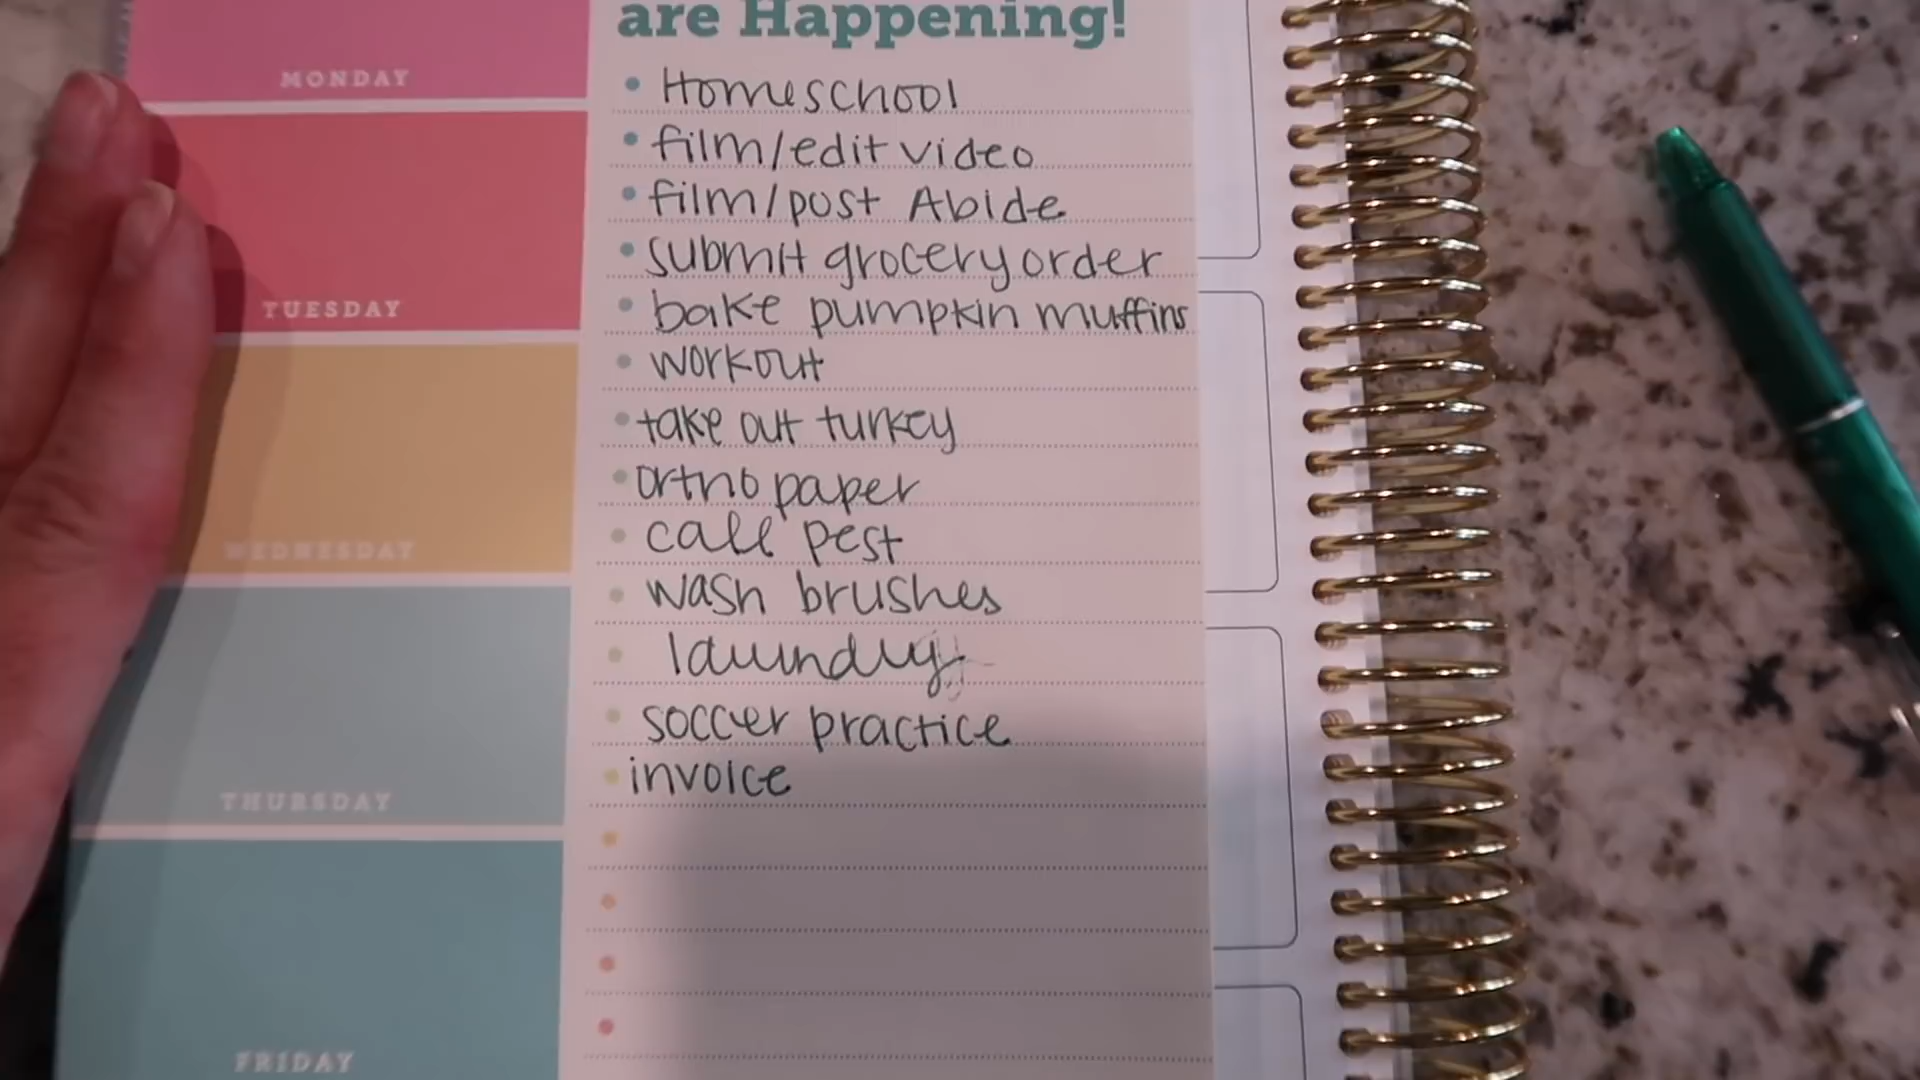 are Happening!
Homeschool
film/edit video
film/post Abide
submit grocery order
bake pumpkin muffins
workout
take out turkey
ortho paper
call pest
wash brushes
laundry
soccer practice
invoice
MONDAY
TUESDAY
WEDNESDAY
THURSDAY
FRIDAY